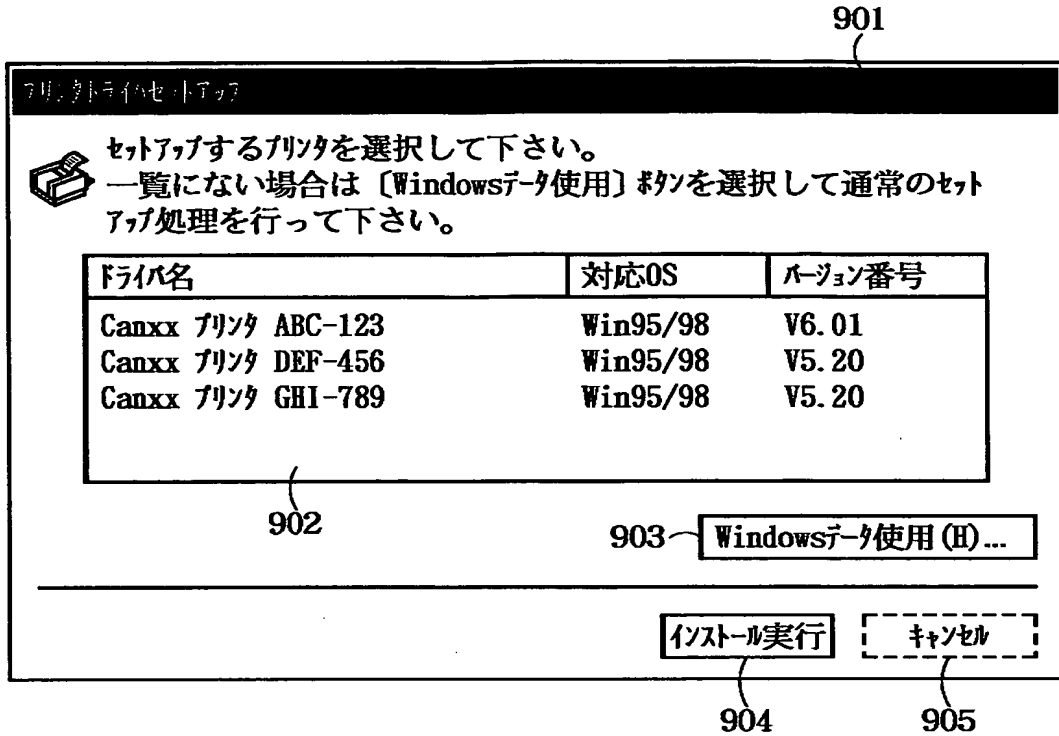 901
プリンタドライバセットアップ
ｾｯﾄｱｯﾌﾟするﾌﾟﾘﾝﾀを選択して下さい。
一覧にない場合は〔Windowsﾃﾞｰﾀ使用〕ﾎﾞﾀﾝを選択して通常のｾｯﾄ
ｱｯﾌﾟ処理を行って下さい。
ﾄﾞﾗｲﾊﾞ名 対応OS ﾊﾞｰｼﾞｮﾝ番号
Canxx ﾌﾟﾘﾝﾀ ABC-123 Win95/98 V6.01
Canxx ﾌﾟﾘﾝﾀ DEF-456 Win95/98 V5.20
Canxx ﾌﾟﾘﾝﾀ GHI-789 Win95/98 V5.20
902
903 Windowsﾃﾞｰﾀ使用(H)...
ｲﾝｽﾄｰﾙ実行 ｷｬﾝｾﾙ
904 905